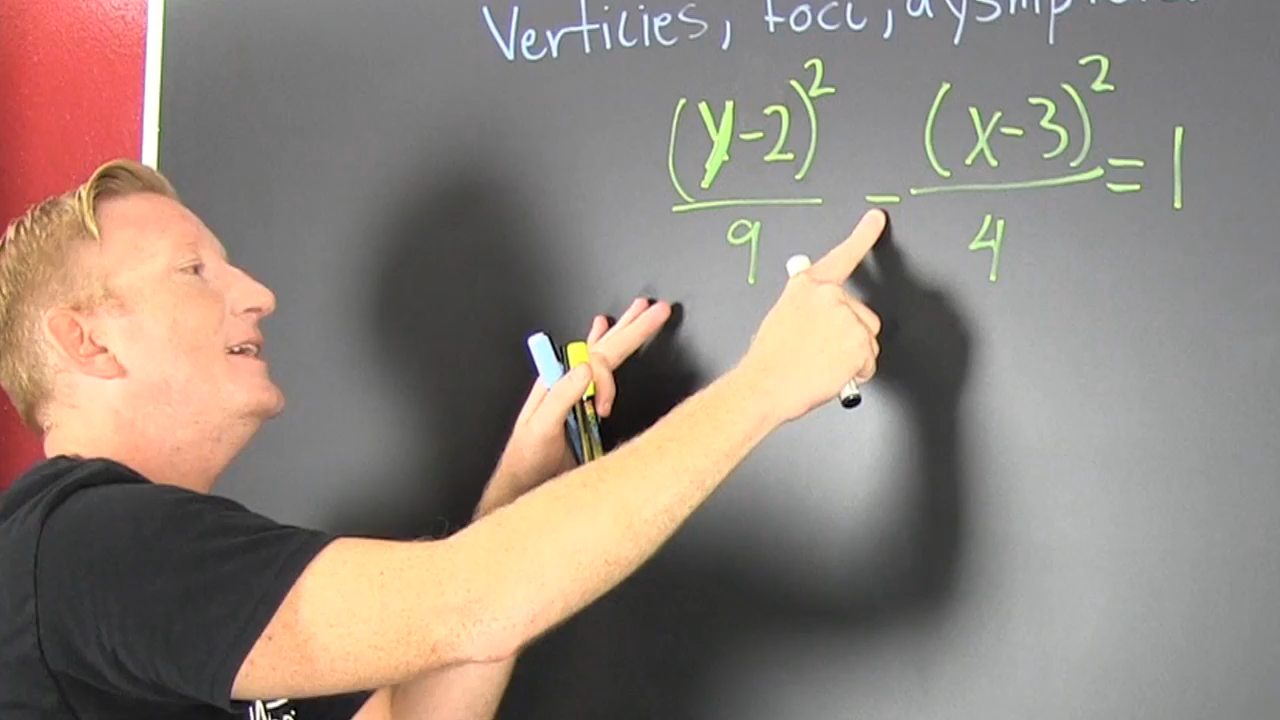 Verticies, foci,
(y-2)² / 9 - (x-3)² / 4 = 1